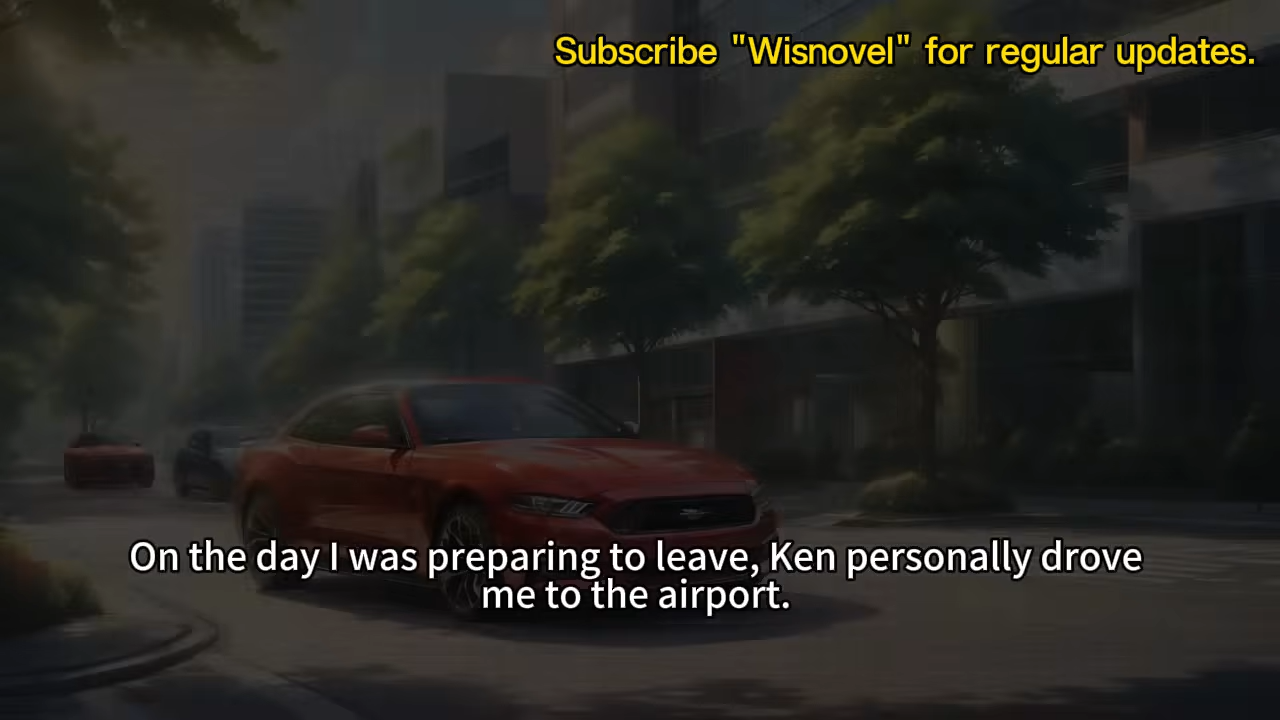 Subscribe "Wisnovel" for regular updates.
On the day I was preparing to leave, Ken personally drove
me to the airport.